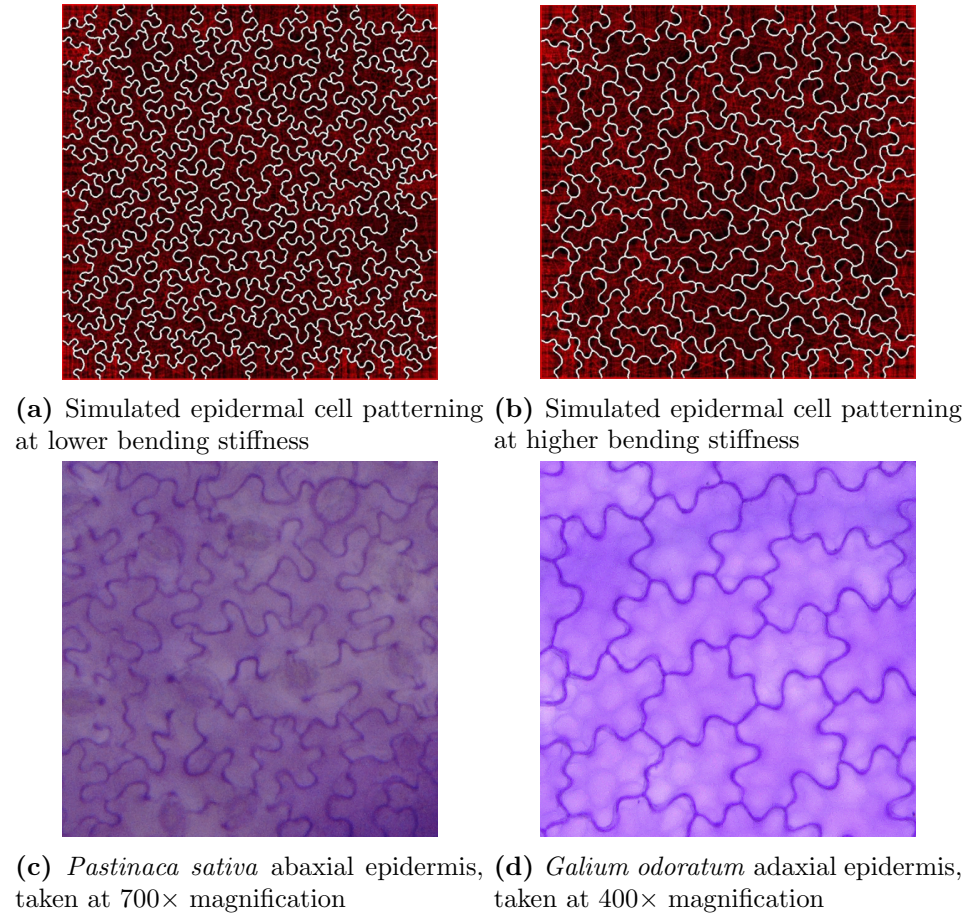 (a) Simulated epidermal cell patterning
at lower bending stiffness
(b) Simulated epidermal cell patterning
at higher bending stiffness
(c) Pastinaca sativa abaxial epidermis,
taken at 700× magnification
(d) Galium odoratum adaxial epidermis,
taken at 400× magnification